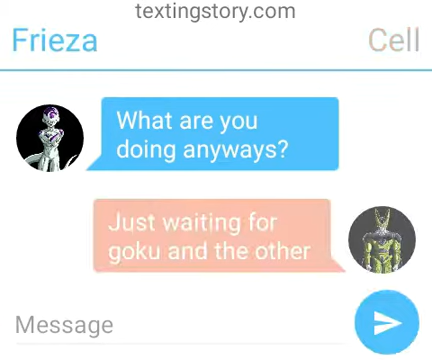 textingstory.com
Frieza Cell
What are you
doing anyways?
Just waiting for
goku and the other
Message